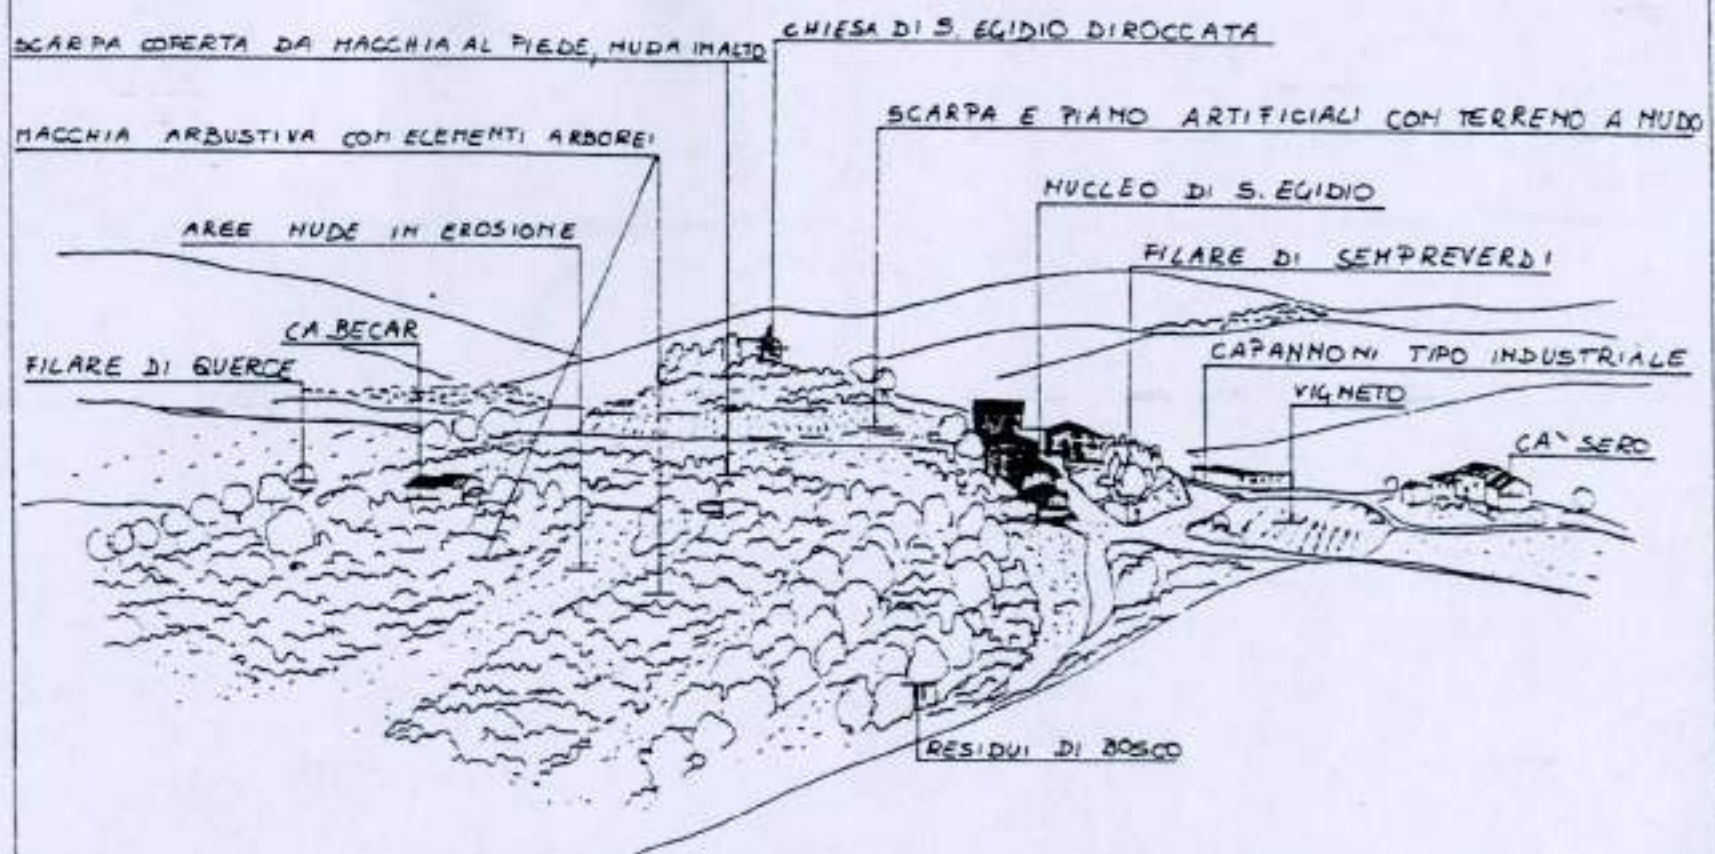 CHIESA DI S. EGIDIO DIROCCATA
SCARPA COPERTA DA MACCHIA AL PIEDE, NUDA IN ALTO
SCARPA E PIANO ARTIFICIALI CON TERRENO A NUDO
MACCHIA ARBUSTIVA CON ELEMENTI ARBOREI
NUCLEO DI S. EGIDIO
AREE NUDE IN EROSIONE
FILARE DI SEMPREVERDI
CA BECAR
CAPANNONI TIPO INDUSTRIALE
FILARE DI QUERCE
VIGNETO
CA' SERO
RESIDUI DI BOSCO